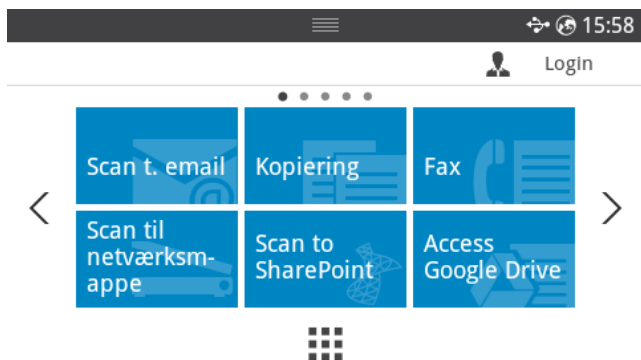 15:58
Login
Scan t. email
Kopiering
Fax
Scan til
netværksm-
appe
Scan to
SharePoint
Access
Google Drive